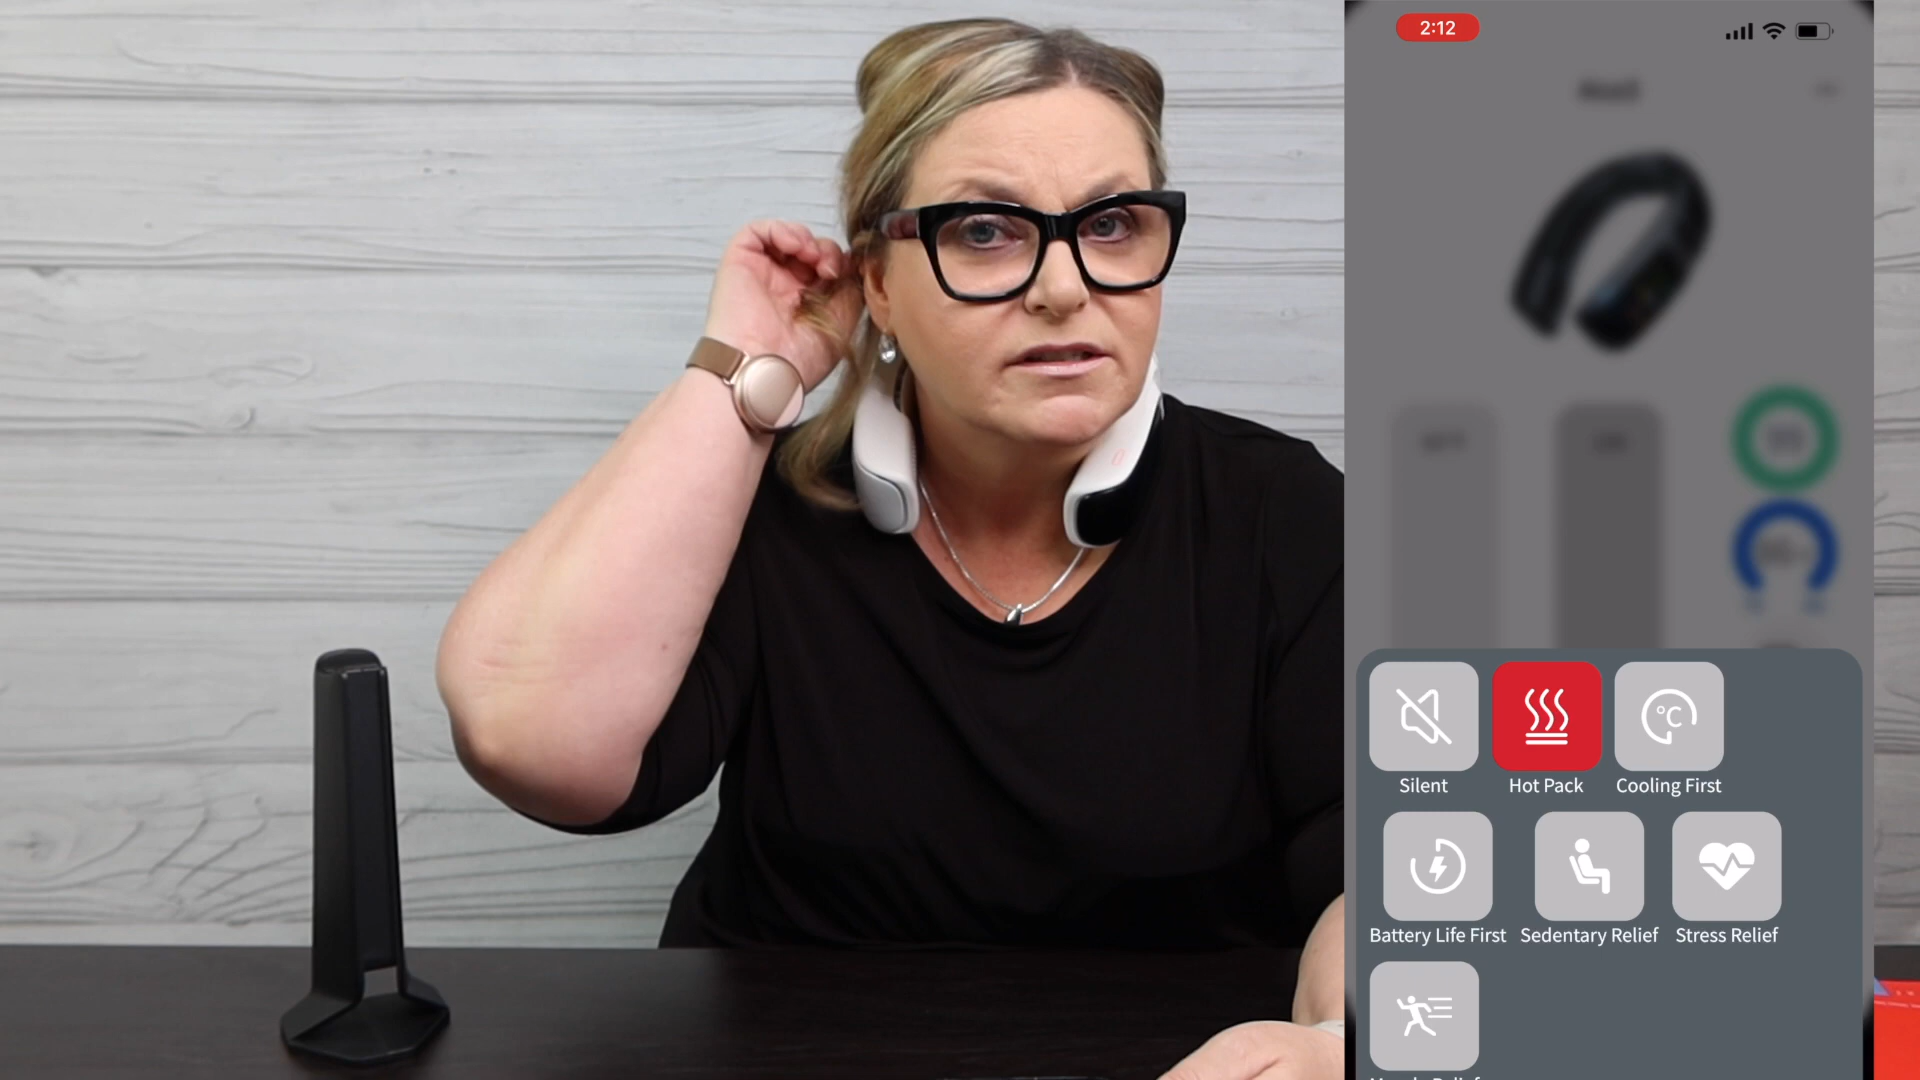 2:12
Silent
Hot Pack
°C
Cooling First
Battery Life First
Sedentary Relief
Stress Relief